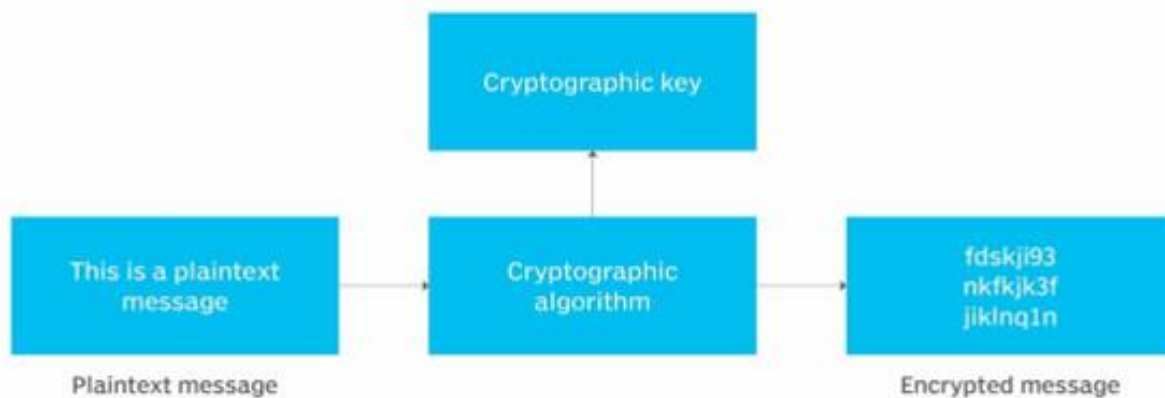 Cryptographic key
This is a plaintext
message
Cryptographic
algorithm
fdskji93
nkfkjk3f
jiklnq1n
Plaintext message
Encrypted message